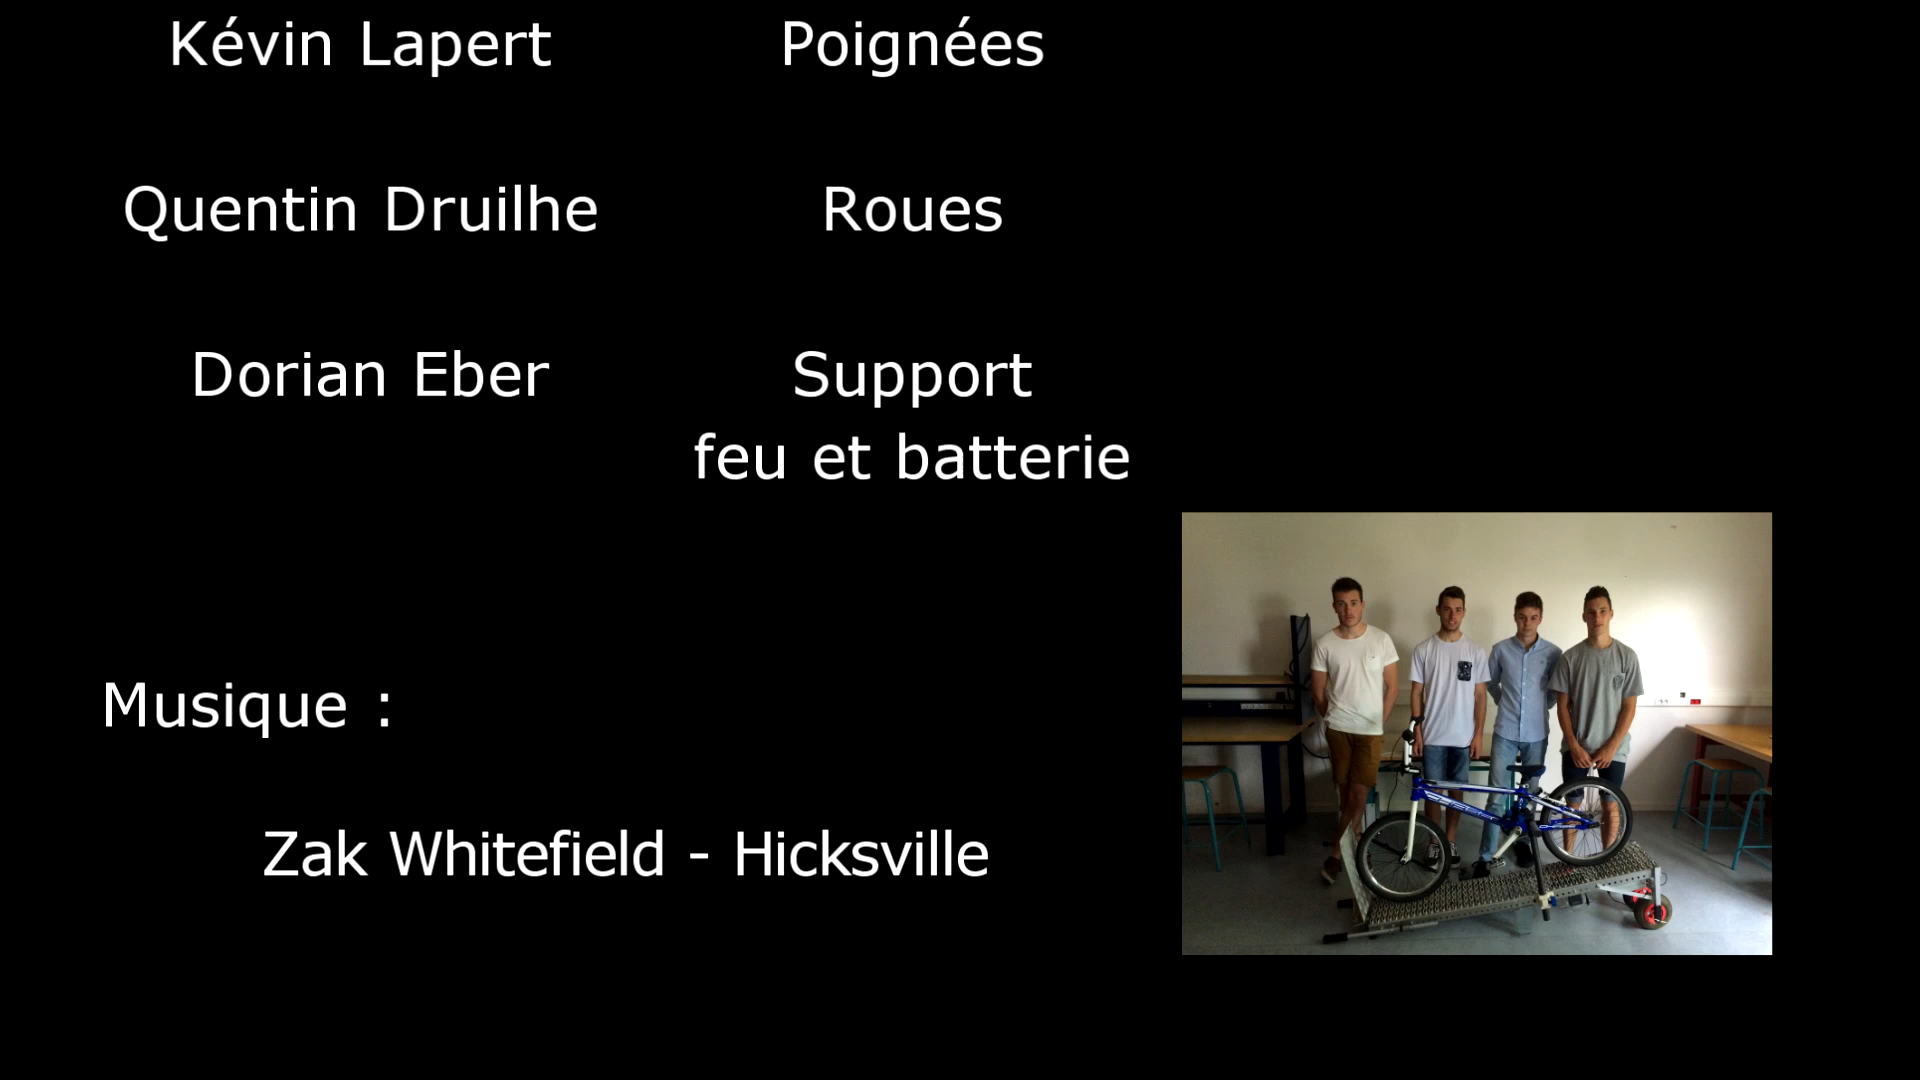 Kévin Lapert Poignées
Quentin Druilhe Roues
Dorian Eber Support
feu et batterie
Musique :
Zak Whitefield - Hicksville